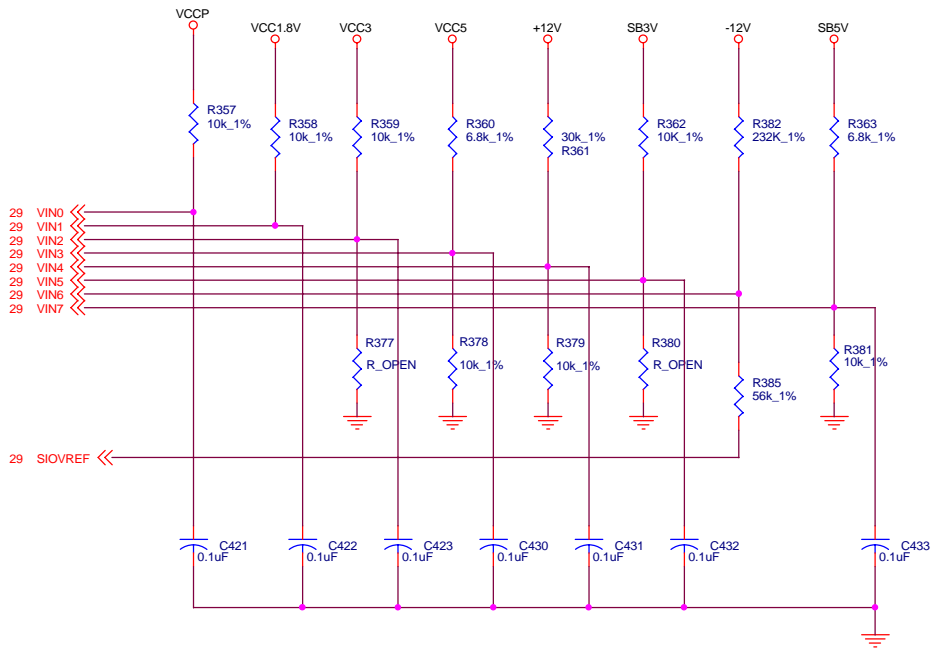 VCCP
VCC1.8V
VCC3
VCC5
+12V
SB3V
-12V
SB5V
R357
10k_1%
R358
10k_1%
R359
10k_1%
R360
6.8k_1%
30k_1%
R361
R362
10K_1%
R382
232K_1%
R363
6.8k_1%
29 VIN0
29 VIN1
29 VIN2
29 VIN3
29 VIN4
29 VIN5
29 VIN6
29 VIN7
R377
R_OPEN
R378
10k_1%
R379
10k_1%
R380
R_OPEN
R385
56k_1%
R381
10k_1%
29 SIOVREF
C421
0.1uF
C422
0.1uF
C423
0.1uF
C430
0.1uF
C431
0.1uF
C432
0.1uF
C433
0.1uF